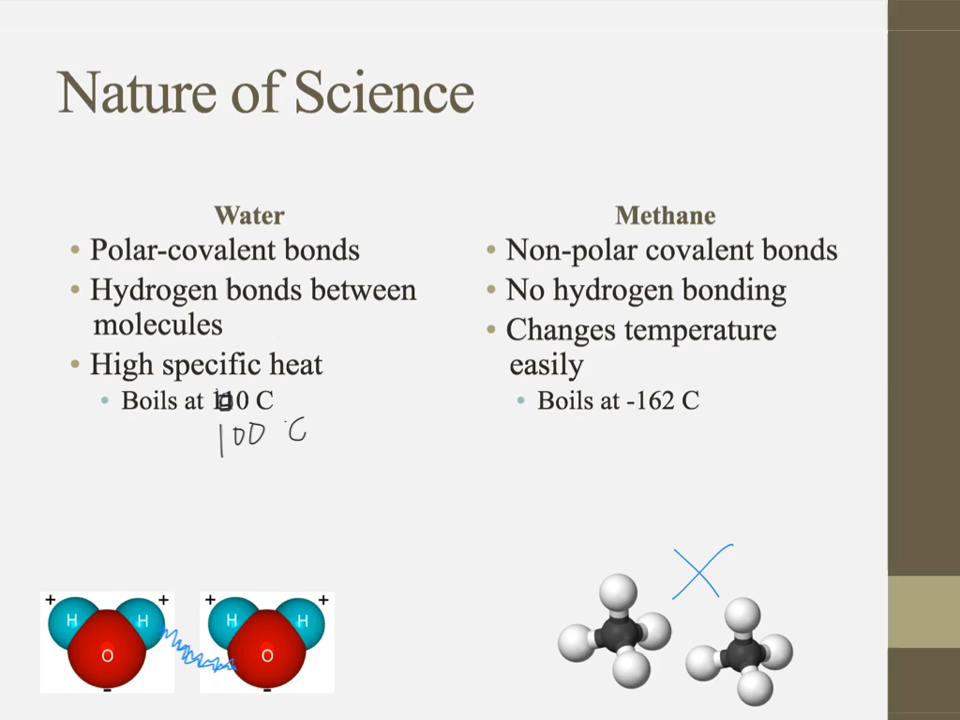 Nature of Science
Water
• Polar-covalent bonds
• Hydrogen bonds between
molecules
• High specific heat
• Boils at 110 C
100 °C
Methane
• Non-polar covalent bonds
• No hydrogen bonding
• Changes temperature
easily
• Boils at -162 C
+ + + +
H H H H
O O
- -